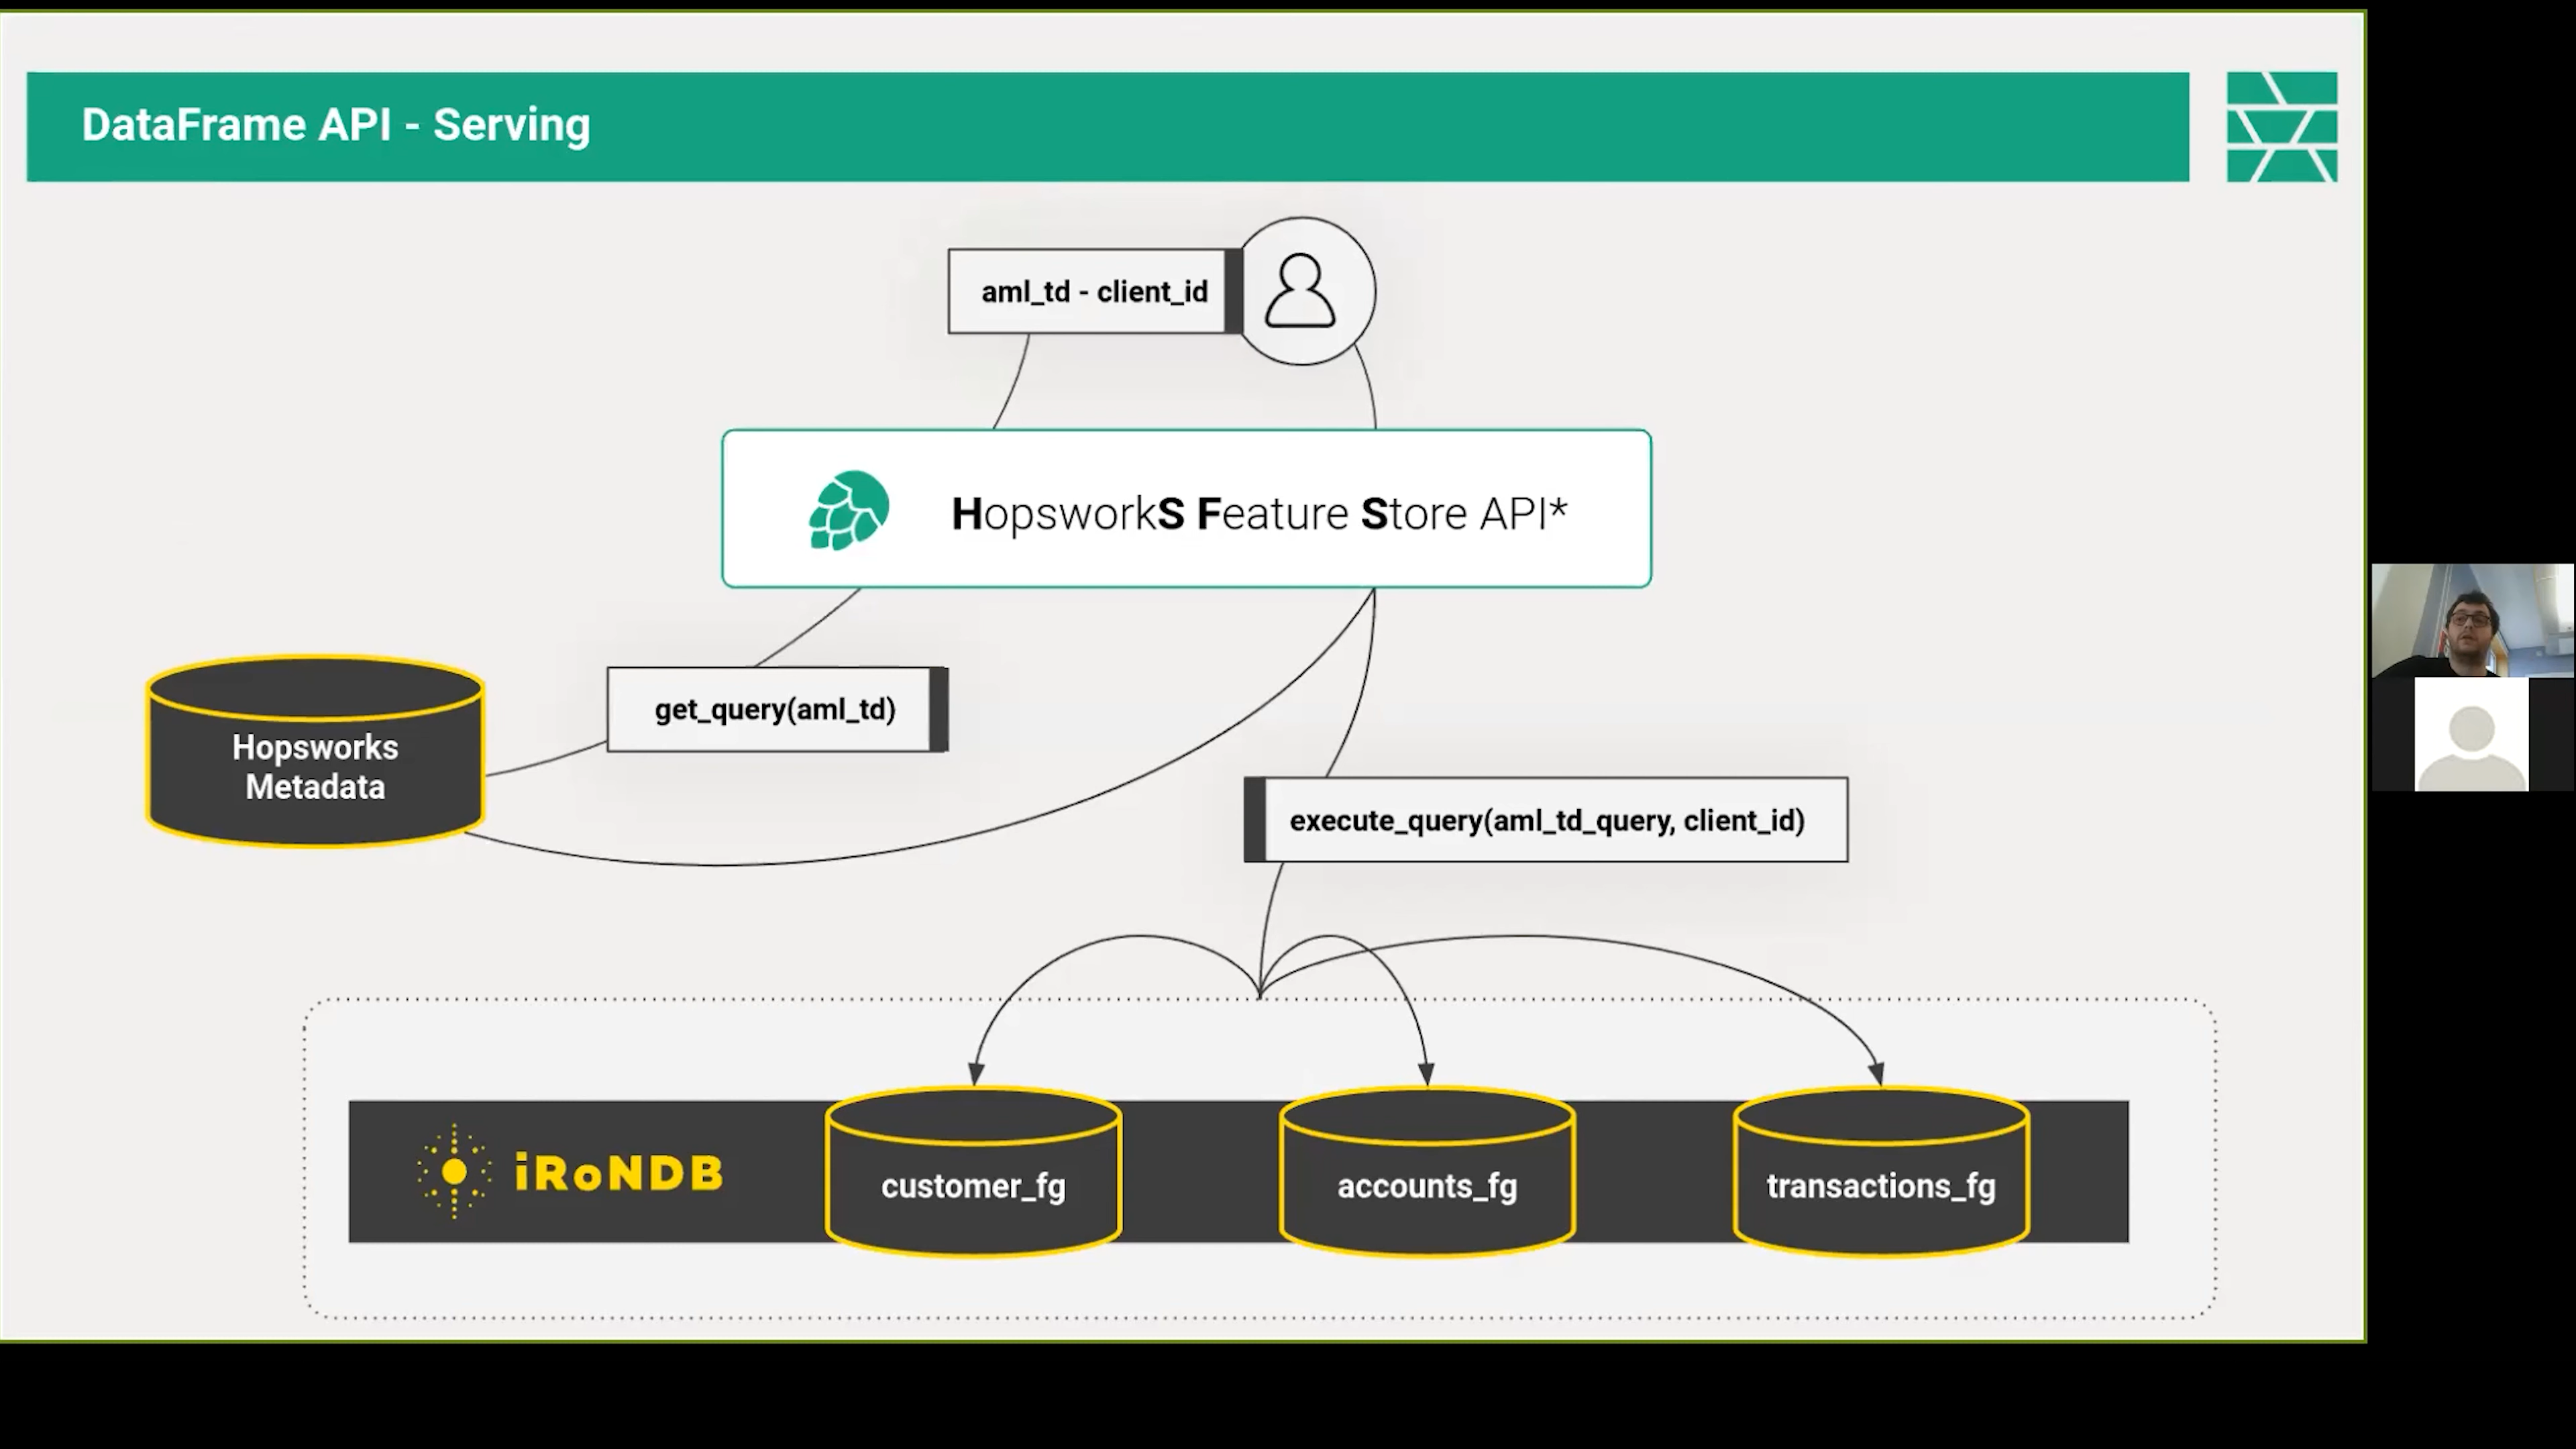 DataFrame API - Serving
aml_td - client_id
HopsworkS Feature Store API*
get_query(aml_td)
Hopsworks
Metadata
execute_query(aml_td_query, client_id)
iRoNDB
customer_fg
accounts_fg
transactions_fg